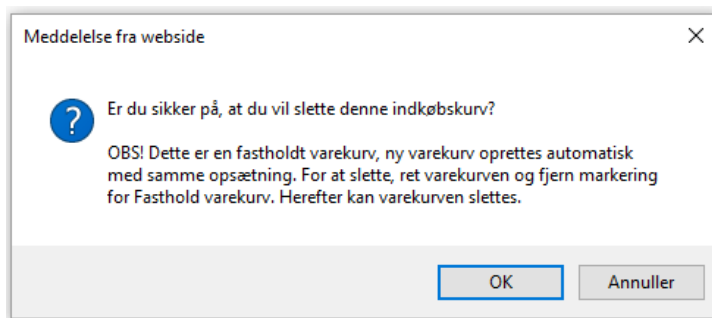 Meddelelse fra webside
Er du sikker på, at du vil slette denne indkøbskurv?
OBS! Dette er en fastholdt varekurv, ny varekurv oprettes automatisk
med samme opsætning. For at slette, ret varekurven og fjern markering
for Fasthold varekurv. Herefter kan varekurven slettes.
OK
Annuller